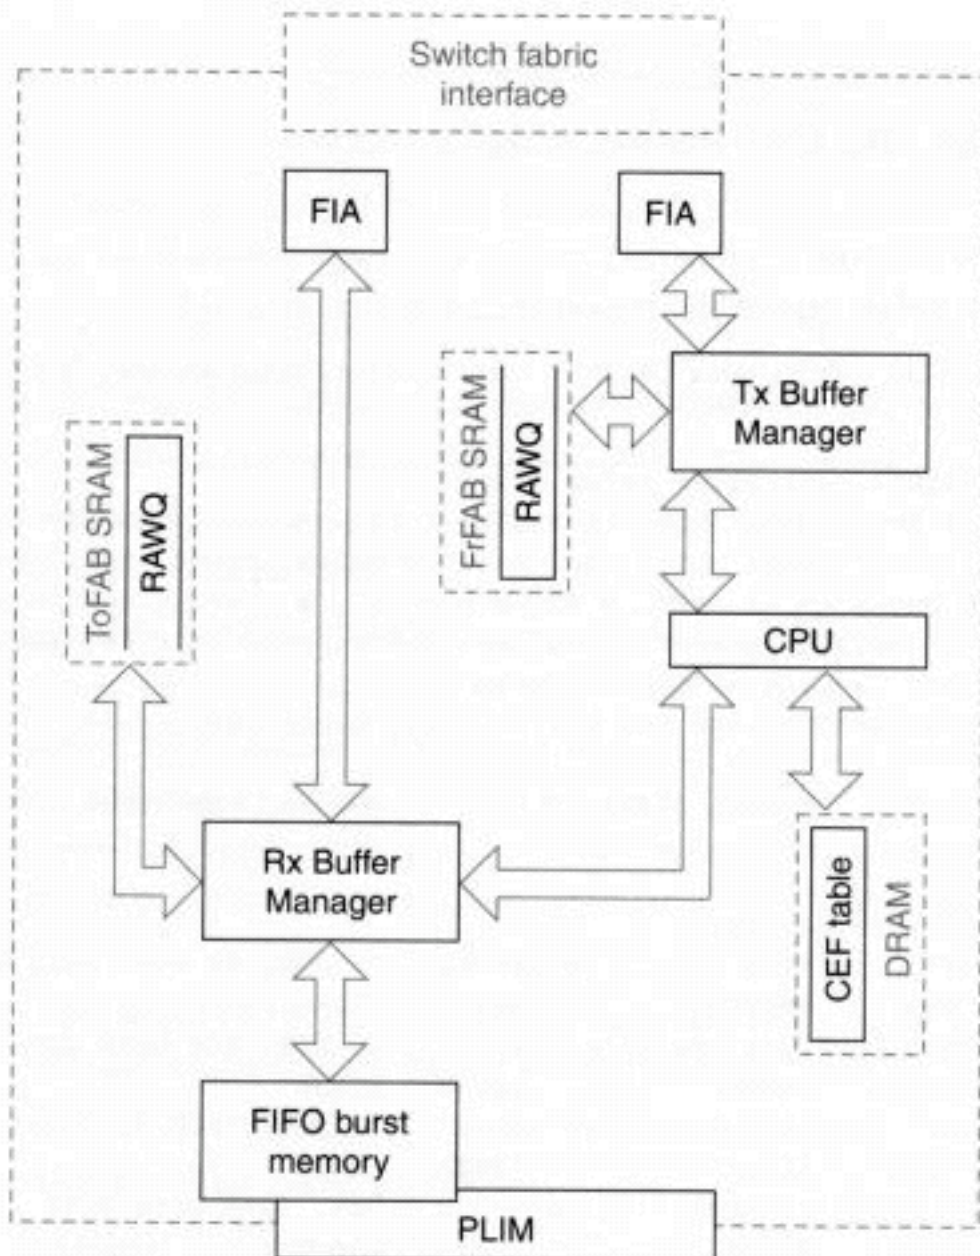 Switch fabric
interface
FIA
FIA
Tx Buffer
Manager
FrFAB SRAM
RAWQ
ToFAB SRAM
RAWQ
CPU
Rx Buffer
Manager
CEF table
DRAM
FIFO burst
memory
PLIM